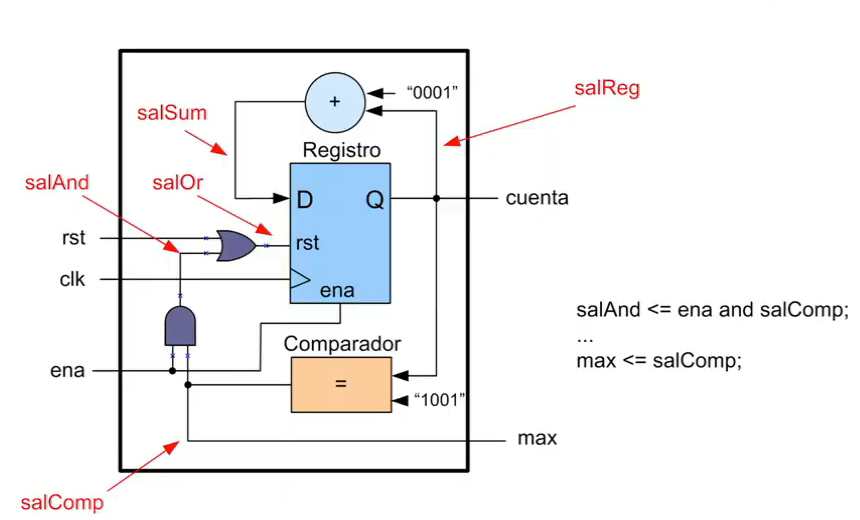 “0001”
+
salReg
salSum
Registro
salAnd
salOr
D
Q
cuenta
rst
rst
clk
ena
salAnd <= ena and salComp;
...
max <= salComp;
Comparador
ena
=
“1001”
max
salComp